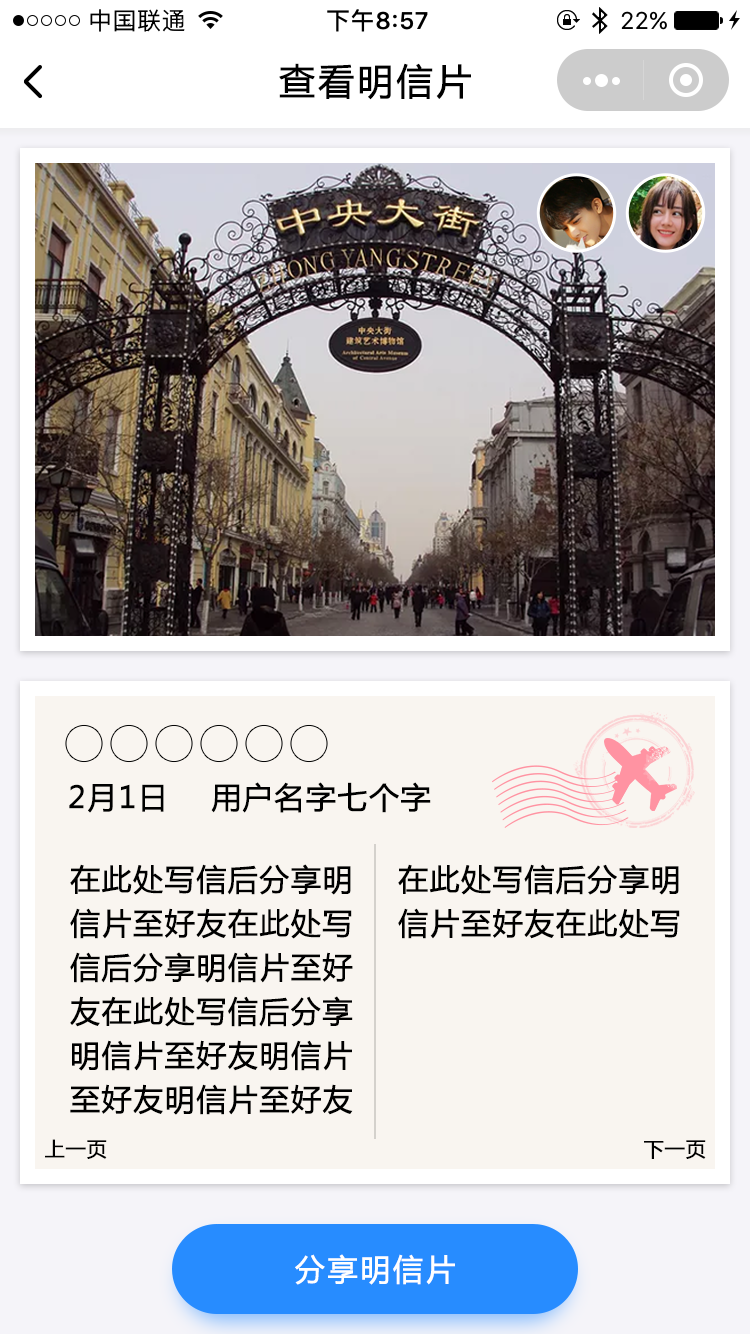 中国联通
下午8:57
22%
查看明信片
中央大街
ZHONG YANG STREET
中央大街
建筑艺术博物馆
Architectural Arts Museum
of Central Avenue
2月1日 用户名字七个字
在此处写信后分享明
信片至好友在此处写
信后分享明信片至好
友在此处写信后分享
明信片至好友明信片
至好友明信片至好友
在此处写信后分享明
信片至好友在此处写
上一页
下一页
分享明信片